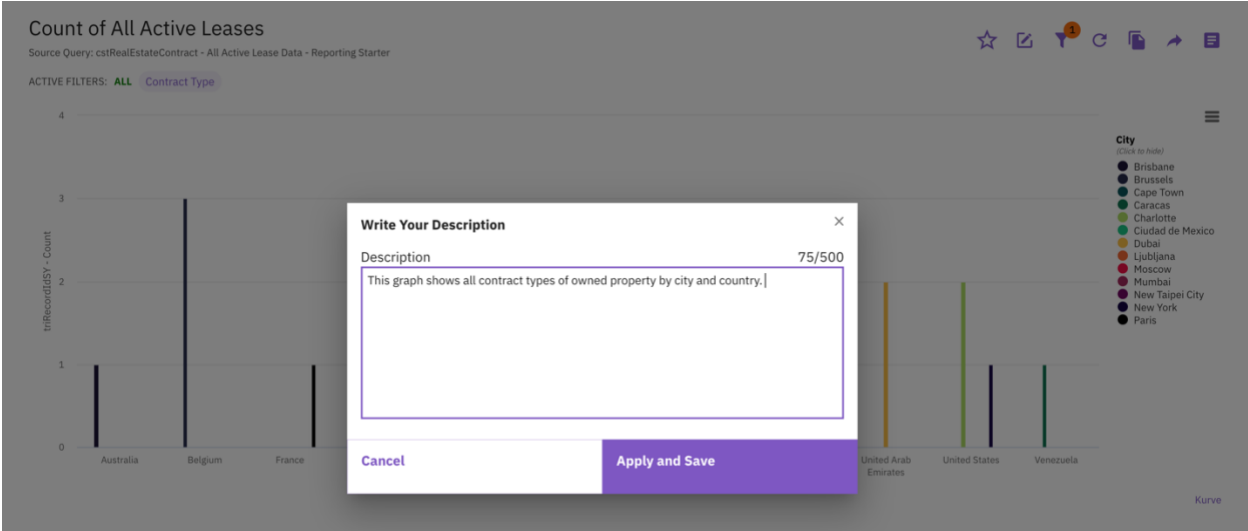 Count of All Active Leases
Source Query: cstRealEstateContract - All Active Lease Data - Reporting Starter
1
ACTIVE FILTERS: ALL Contract Type
4
3
2
1
0
triRecordIdSY - Count
Write Your Description
×
Description
75/500
This graph shows all contract types of owned property by city and country.
Cancel
Apply and Save
City
(Click to hide)
Brisbane
Brussels
Cape Town
Caracas
Charlotte
Ciudad de Mexico
Dubai
Ljubljana
Moscow
Mumbai
New Taipei City
New York
Paris
Australia
Belgium
France
United Arab
Emirates
United States
Venezuela
Kurve